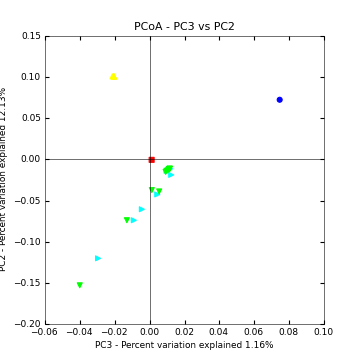 PCoA - PC3 vs PC2
0.15
0.10
0.05
0.00
−0.05
−0.10
−0.15
−0.20
PC2 - Percent variation explained 12.13%
−0.06 −0.04 −0.02 0.00 0.02 0.04 0.06 0.08 0.10
PC3 - Percent variation explained 1.16%